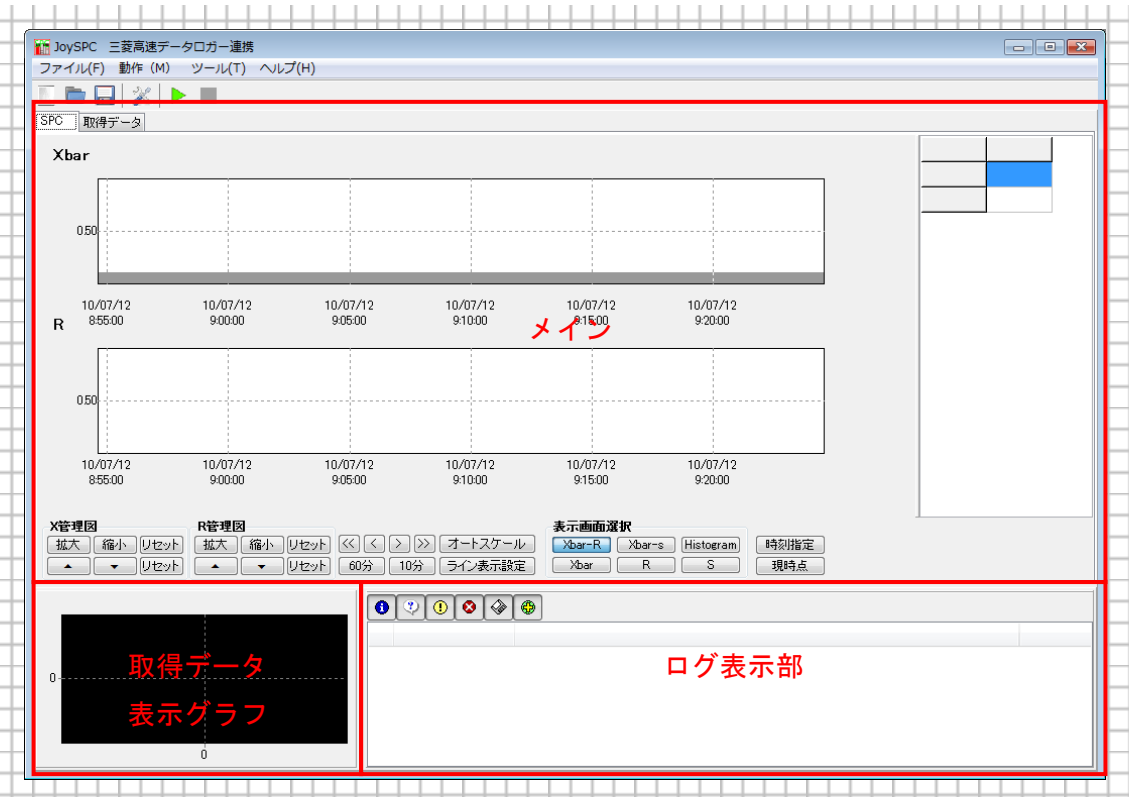 JoySPC 三菱高速データロガー連携
ファイル(F) 動作（M） ツール(T) ヘルプ(H)
SPC 取得データ
Xbar
0.50
10/07/12 10/07/12 10/07/12 10/07/12 10/07/12 10/07/12
8:55:00 9:00:00 9:05:00 9:10:00 9:15:00 9:20:00
R
メイン
0.50
10/07/12 10/07/12 10/07/12 10/07/12 10/07/12 10/07/12
8:55:00 9:00:00 9:05:00 9:10:00 9:15:00 9:20:00
X管理図 R管理図 表示画面選択
拡大 縮小 リセット 拡大 縮小 リセット << < > >> オートスケール Xbar-R Xbar-s Histogram 時刻指定
▲ ▼ リセット ▲ ▼ リセット 60分 10分 ライン表示設定 Xbar R S 現時点
取得データ
0
表示グラフ
0
ログ表示部